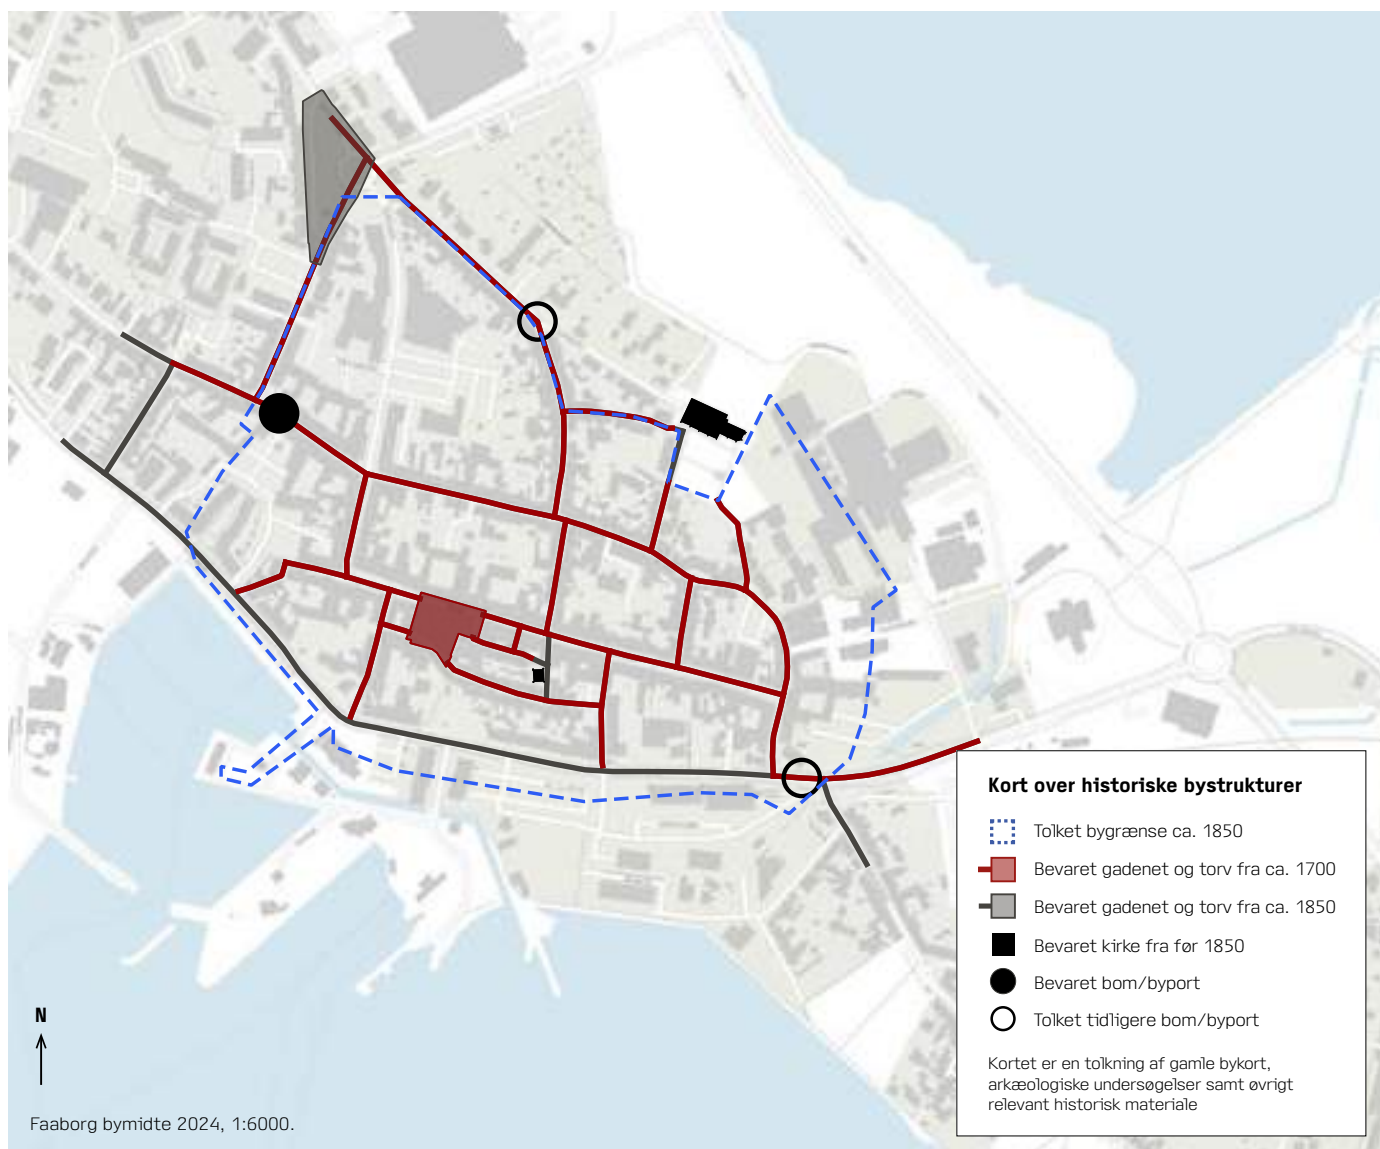 Kort over historiske bystrukturer
Tolket bygrænse ca. 1850
Bevaret gadenet og torv fra ca. 1700
Bevaret gadenet og torv fra ca. 1850
Bevaret kirke fra før 1850
Bevaret bom/byport
Tolket tidligere bom/byport
Kortet er en tolkning af gamle bykort,
arkæologiske undersøgelser samt øvrigt
relevant historisk materiale
N
Faaborg bymidte 2024, 1:6000.